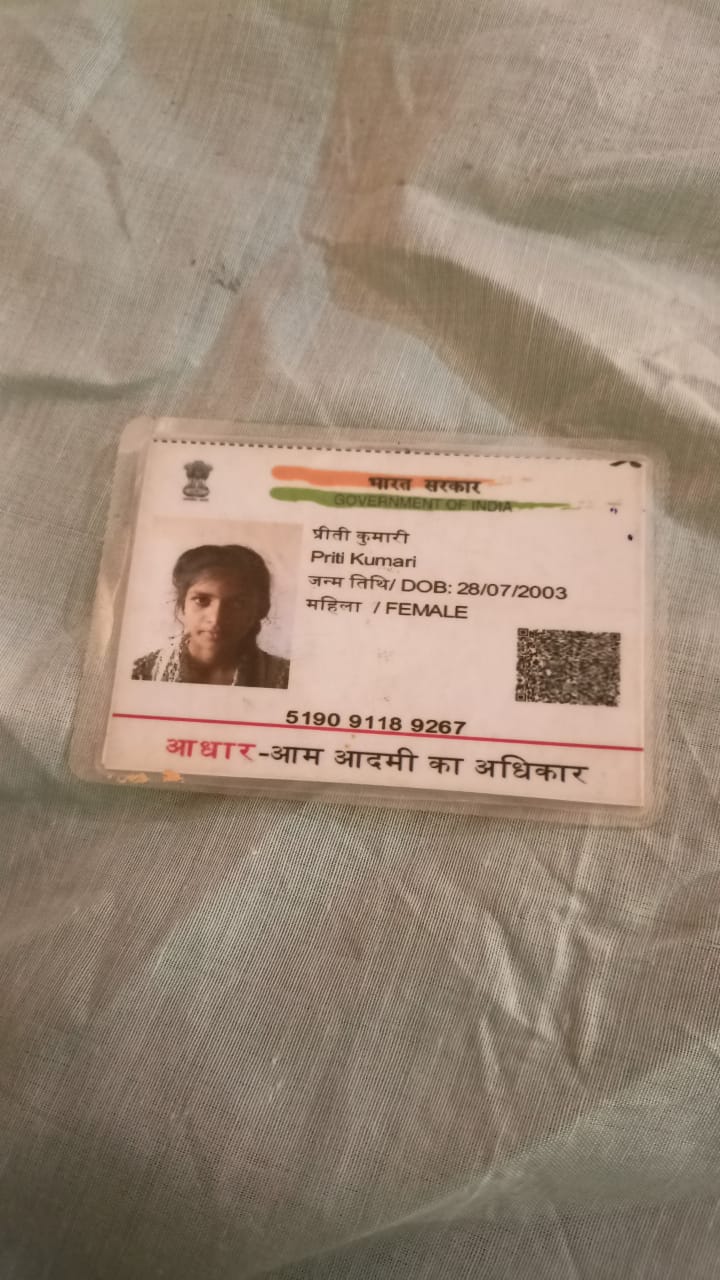 भारत सरकार
GOVERNMENT OF INDIA
प्रीती कुमारी
Priti Kumari
जन्म तिथि/ DOB: 28/07/2003
महिला / FEMALE
5190 9118 9267
आधार-आम आदमी का अधिकार